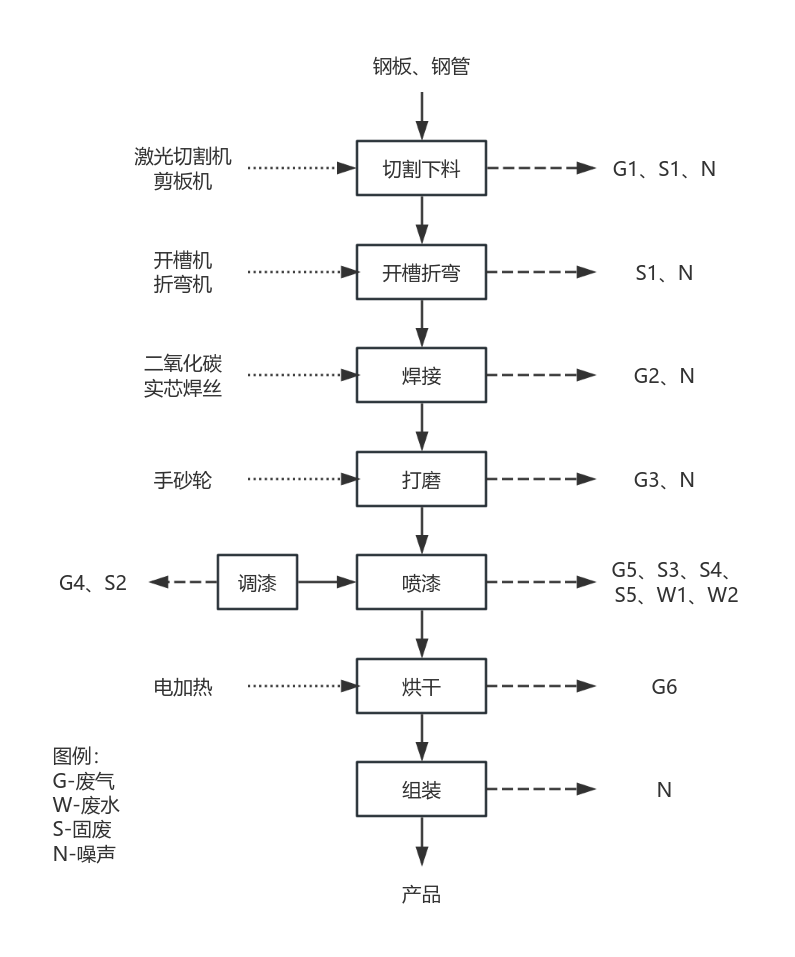 钢板、钢管
激光切割机
剪板机
切割下料
G1、S1、N
开槽机
折弯机
开槽折弯
S1、N
二氧化碳
实芯焊丝
焊接
G2、N
手砂轮
打磨
G3、N
G4、S2
调漆
喷漆
G5、S3、S4、
S5、W1、W2
电加热
烘干
G6
组装
N
图例：
G-废气
W-废水
S-固废
N-噪声
产品